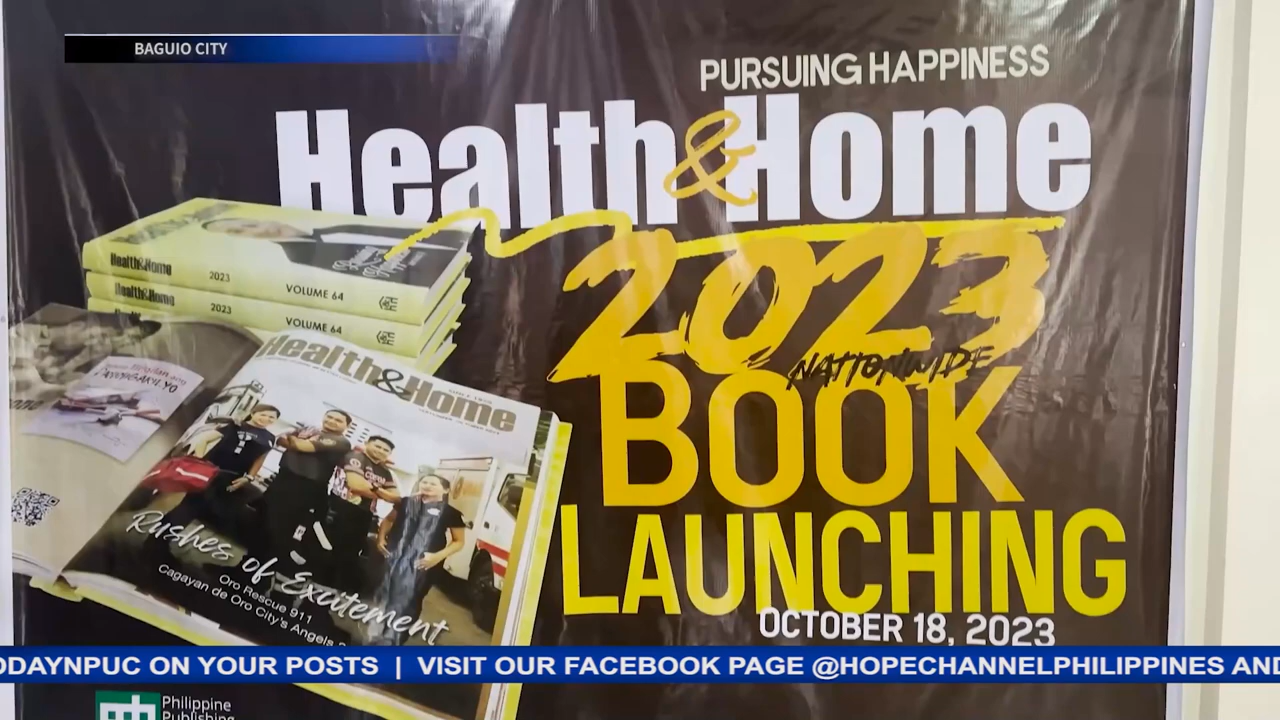 BAGUIO CITY
PURSUING HAPPINESS
Health & Home
2023
NATIONWIDE
BOOK
LAUNCHING
OCTOBER 18, 2023
Health&Home 2023 VOLUME 64
Health&Home 2023 VOLUME 64
Health&Home
Rushes of Excitement
Oro Rescue 911
Cagayan de Oro City's Angels
ODAYNPUC ON YOUR POSTS | VISIT OUR FACEBOOK PAGE @HOPECHANNELPHILIPPINES AND
Philippine
Publishing